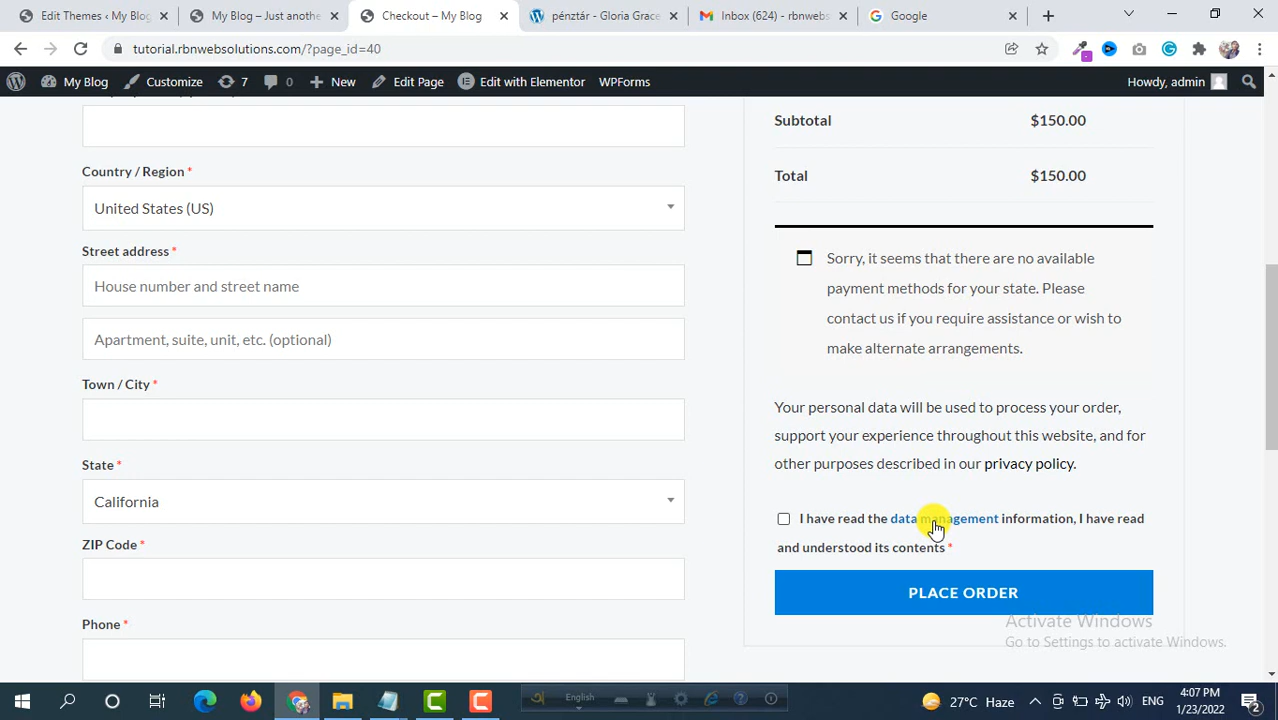 Edit Themes ‹ My Blog
My Blog – Just anothe
Checkout – My Blog
pénztár - Gloria Grace
Inbox (624) - rbnwebs
Google
tutorial.rbnwebsolutions.com/?page_id=40
My Blog
Customize
7
0
New
Edit Page
Edit with Elementor
WPForms
Howdy, admin
Country / Region *
United States (US)
Street address *
House number and street name
Apartment, suite, unit, etc. (optional)
Town / City *
State *
California
ZIP Code *
Phone *
Subtotal $150.00
Total $150.00
Sorry, it seems that there are no available
payment methods for your state. Please
contact us if you require assistance or wish to
make alternate arrangements.
Your personal data will be used to process your order,
support your experience throughout this website, and for
other purposes described in our privacy policy.
I have read the data management information, I have read
and understood its contents *
PLACE ORDER
Activate Windows
Go to Settings to activate Windows.
English
27°C Haze
ENG
4:07 PM
1/23/2022
2